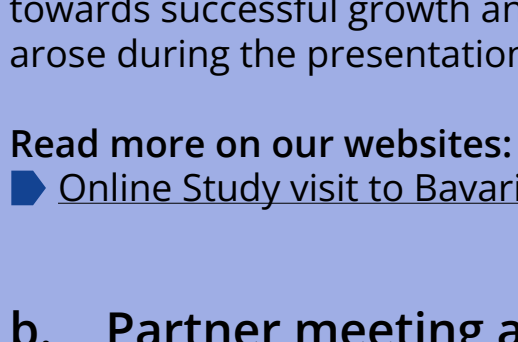 towards successful growth an
arose during the presentation
Read more on our websites:
Online Study visit to Bavari
b. Partner meeting a